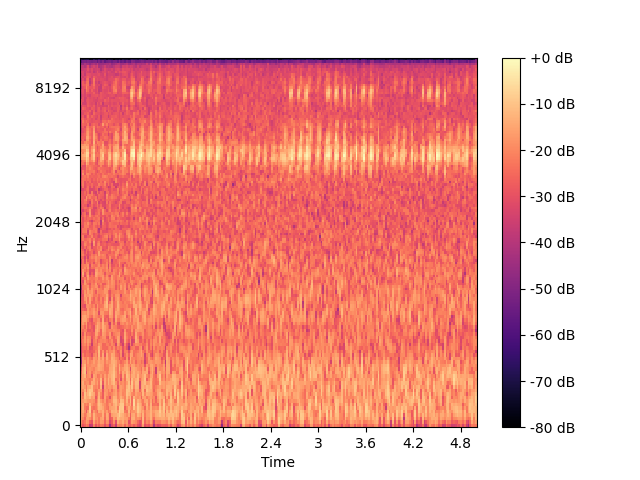 8192
4096
2048
1024
512
0
Hz
0 0.6 1.2 1.8 2.4 3 3.6 4.2 4.8
Time
+0 dB
-10 dB
-20 dB
-30 dB
-40 dB
-50 dB
-60 dB
-70 dB
-80 dB